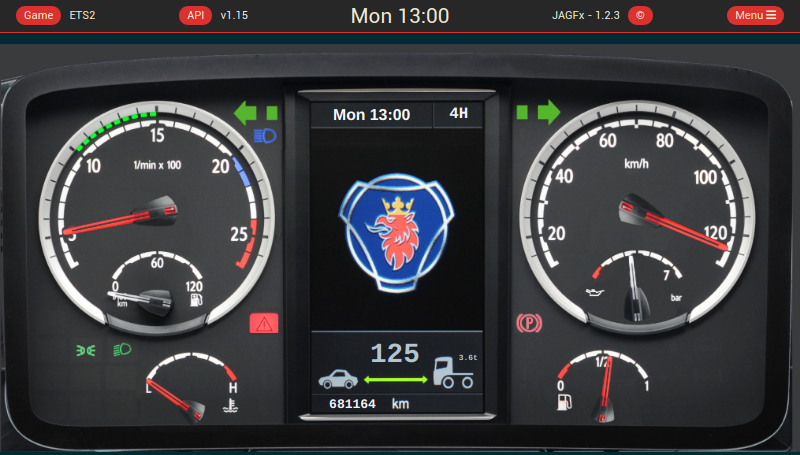 Game ETS2 API v1.15 Mon 13:00 JAGFx - 1.2.3 © Menu
Mon 13:00 4H
5 10 15 20 25
1/min x 100
0 60 120
km
20 40 60 80 100 120
km/h
7
bar
P
L H
125
3.6t
681164 km
0 1/2 1